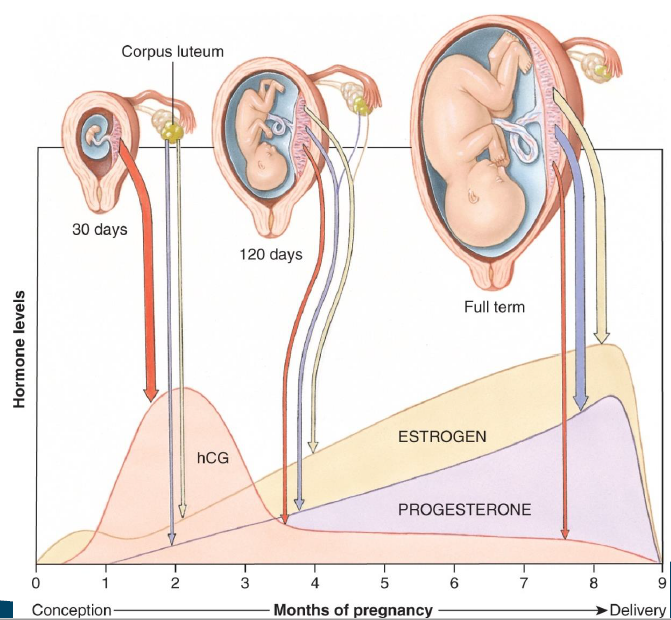 Corpus luteum
30 days
120 days
Full term
Hormone levels
hCG
ESTROGEN
PROGESTERONE
0 1 2 3 4 5 6 7 8 9
Conception Months of pregnancy Delivery